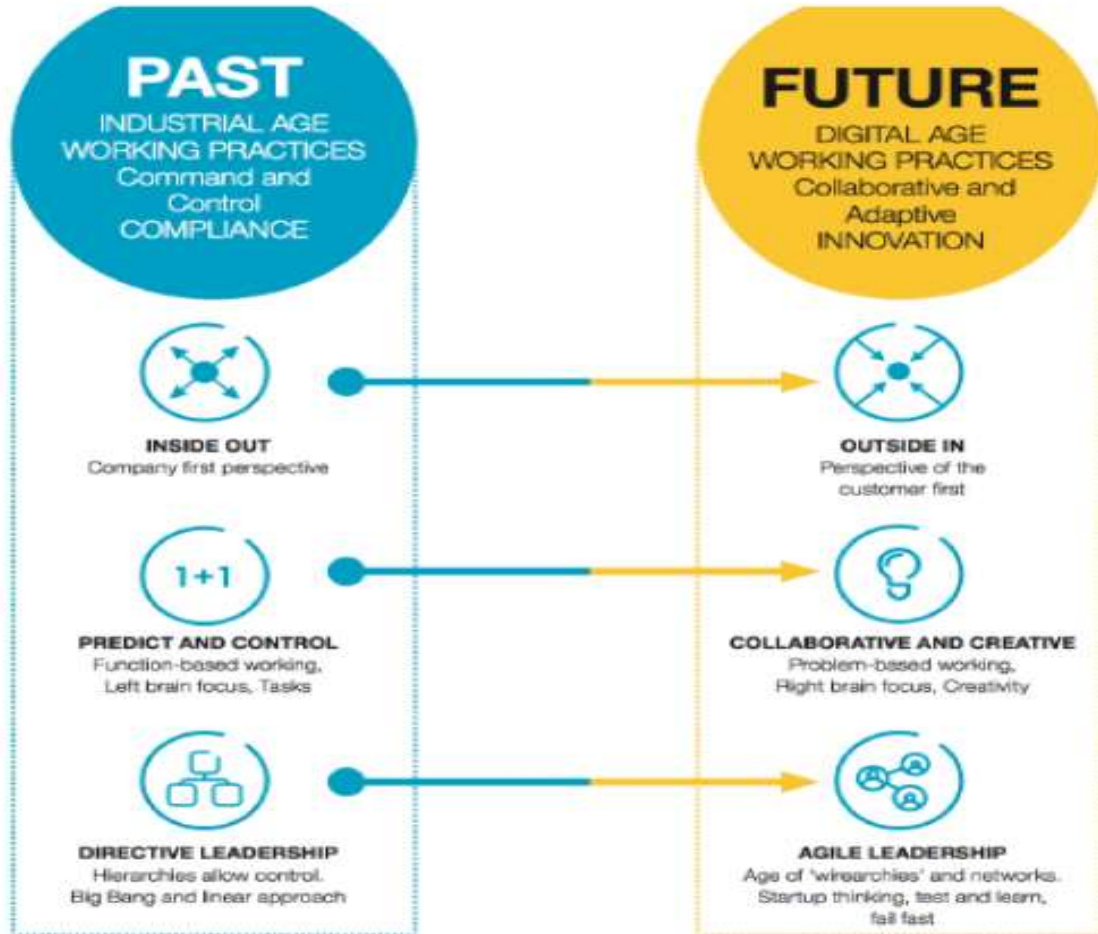 PAST
INDUSTRIAL AGE
WORKING PRACTICES
Command and
Control
COMPLIANCE
FUTURE
DIGITAL AGE
WORKING PRACTICES
Collaborative and
Adaptive
INNOVATION
INSIDE OUT
Company first perspective
OUTSIDE IN
Perspective of the
customer first
1+1
PREDICT AND CONTROL
Function-based working,
Left brain focus, Tasks
COLLABORATIVE AND CREATIVE
Problem-based working,
Right brain focus, Creativity
DIRECTIVE LEADERSHIP
Hierarchies allow control.
Big Bang and linear approach
AGILE LEADERSHIP
Age of 'wirearchies' and networks.
Startup thinking, test and learn,
fail fast